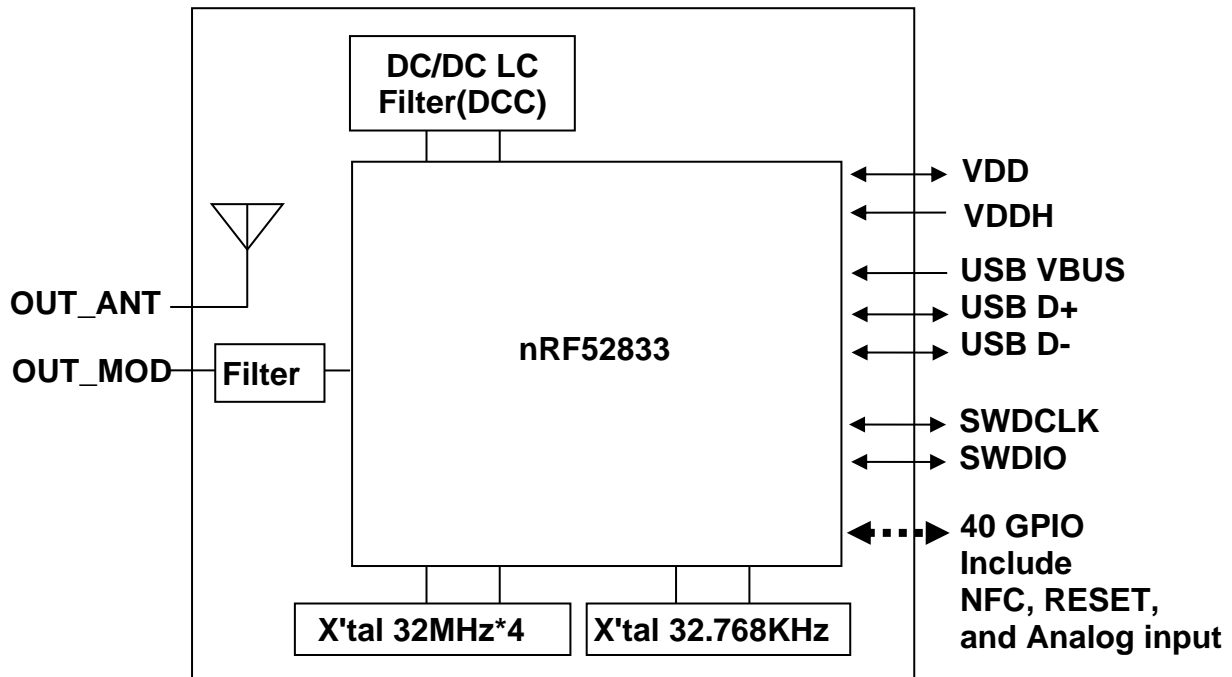 DC/DC LC
Filter(DCC)
VDD
VDDH
OUT_ANT
USB VBUS
USB D+
USB D-
nRF52833
OUT_MOD
Filter
SWDCLK
SWDIO
40 GPIO
Include
NFC, RESET,
and Analog input
X'tal 32MHz*4
X'tal 32.768KHz